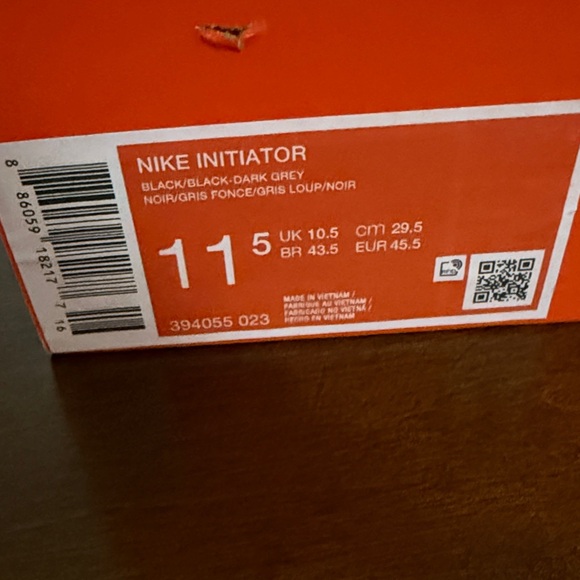 NIKE INITIATOR
BLACK/BLACK-DARK GREY
NOIR/GRIS FONCE/GRIS LOUP/NOIR
11 5
UK 10.5 cm 29.5
BR 43.5 EUR 45.5
MADE IN VIETNAM /
FABRIQUE AU VIETNAM /
FABRICADO NO VIETNÃ /
HECHO EN VIETNAM
394055 023
8 86059 18217 7 16